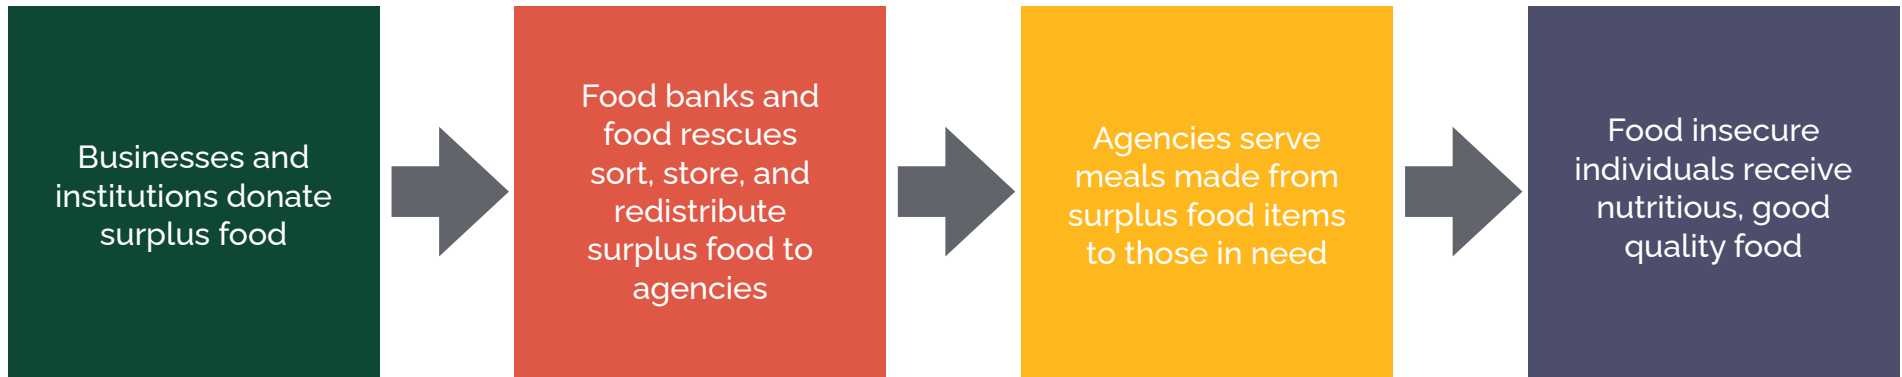 Businesses and
institutions donate
surplus food
Food banks and
food rescues
sort, store, and
redistribute
surplus food to
agencies
Agencies serve
meals made from
surplus food items
to those in need
Food insecure
individuals receive
nutritious, good
quality food